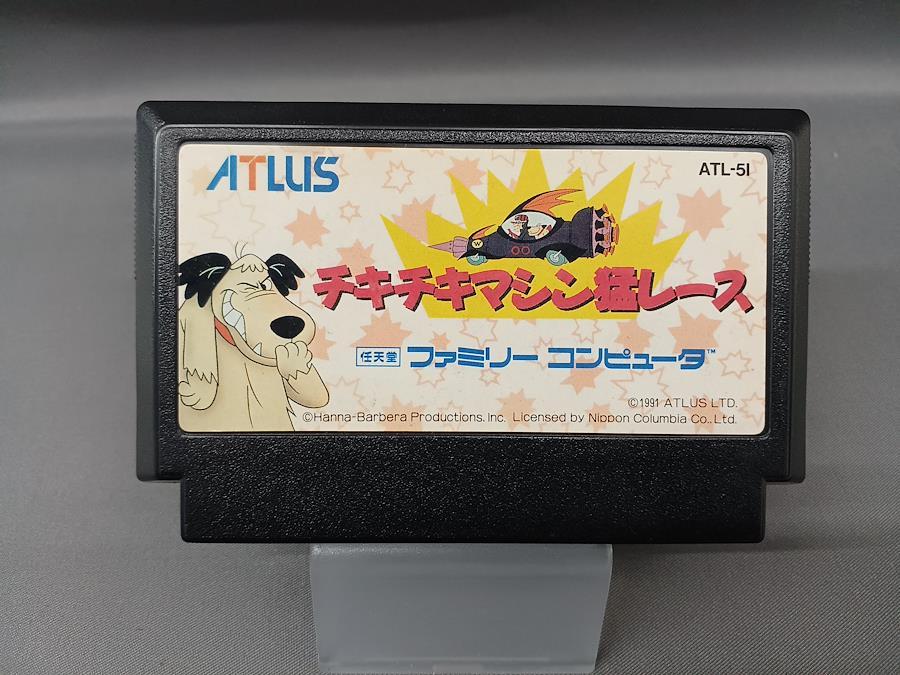 ATLUS
ATL-5I
W
チキチキマシン猛レース
任天堂 ファミリー コンピュータ™
©1991 ATLUS LTD.
©Hanna-Barbera Productions. Inc. Licensed by Nippon Columbia Co., Ltd.